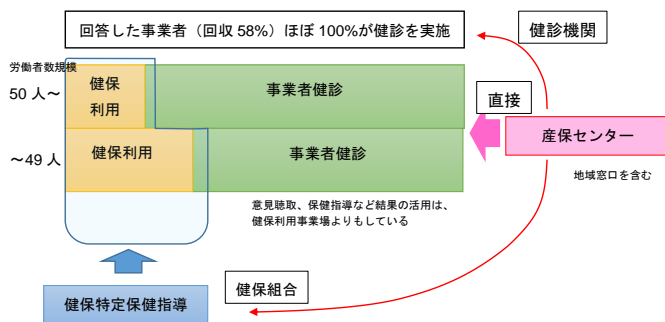 回答した事業者（回収 58%）ほぼ 100%が健診を実施
健診機関
労働者数規模
50 人～
健保
利用
事業者健診
直接
～49 人
健保利用
事業者健診
産保センター
地域窓口を含む
意見聴取、保健指導など結果の活用は、
健保利用事業場よりもしている
健保組合
健保特定保健指導